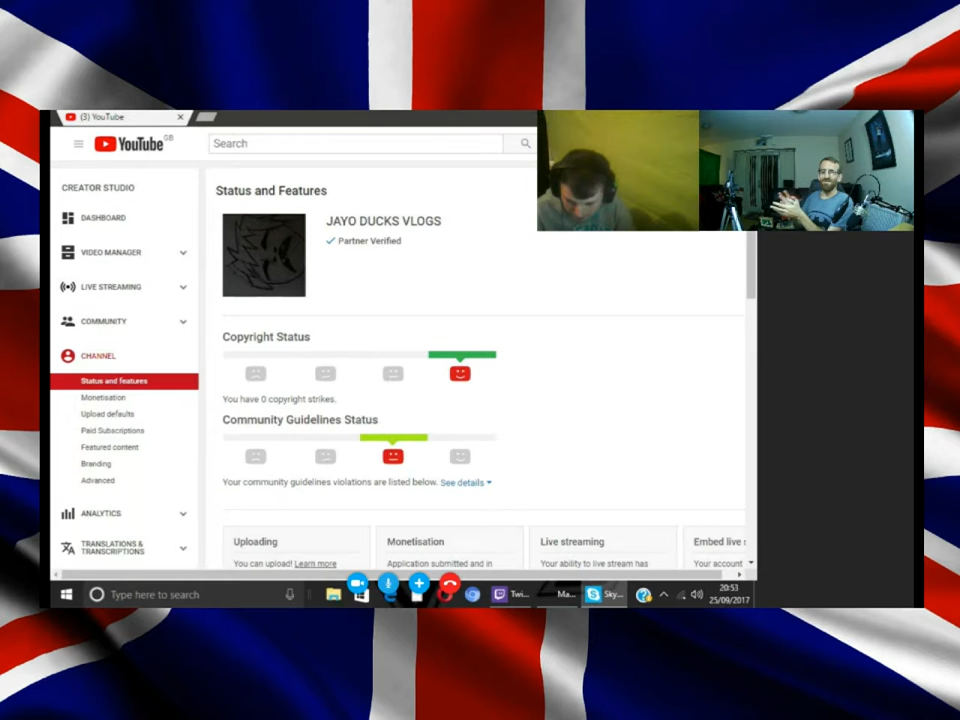 (3) YouTube
YouTube GB
Search
CREATOR STUDIO
Status and Features
DASHBOARD
JAYO DUCKS VLOGS
Partner Verified
VIDEO MANAGER
LIVE STREAMING
COMMUNITY
CHANNEL
Status and features
Monetisation
Upload defaults
Paid Subscriptions
Featured content
Branding
Advanced
ANALYTICS
TRANSLATIONS &
TRANSCRIPTIONS
Copyright Status
You have 0 copyright strikes.
Community Guidelines Status
Your community guidelines violations are listed below. See details
Uploading
You can upload! Learn more
Monetisation
Application submitted and in
Live streaming
Your ability to live stream has
Embed live s
Your account
Type here to search
Twi...
Ma...
Sky...
20:53
25/09/2017